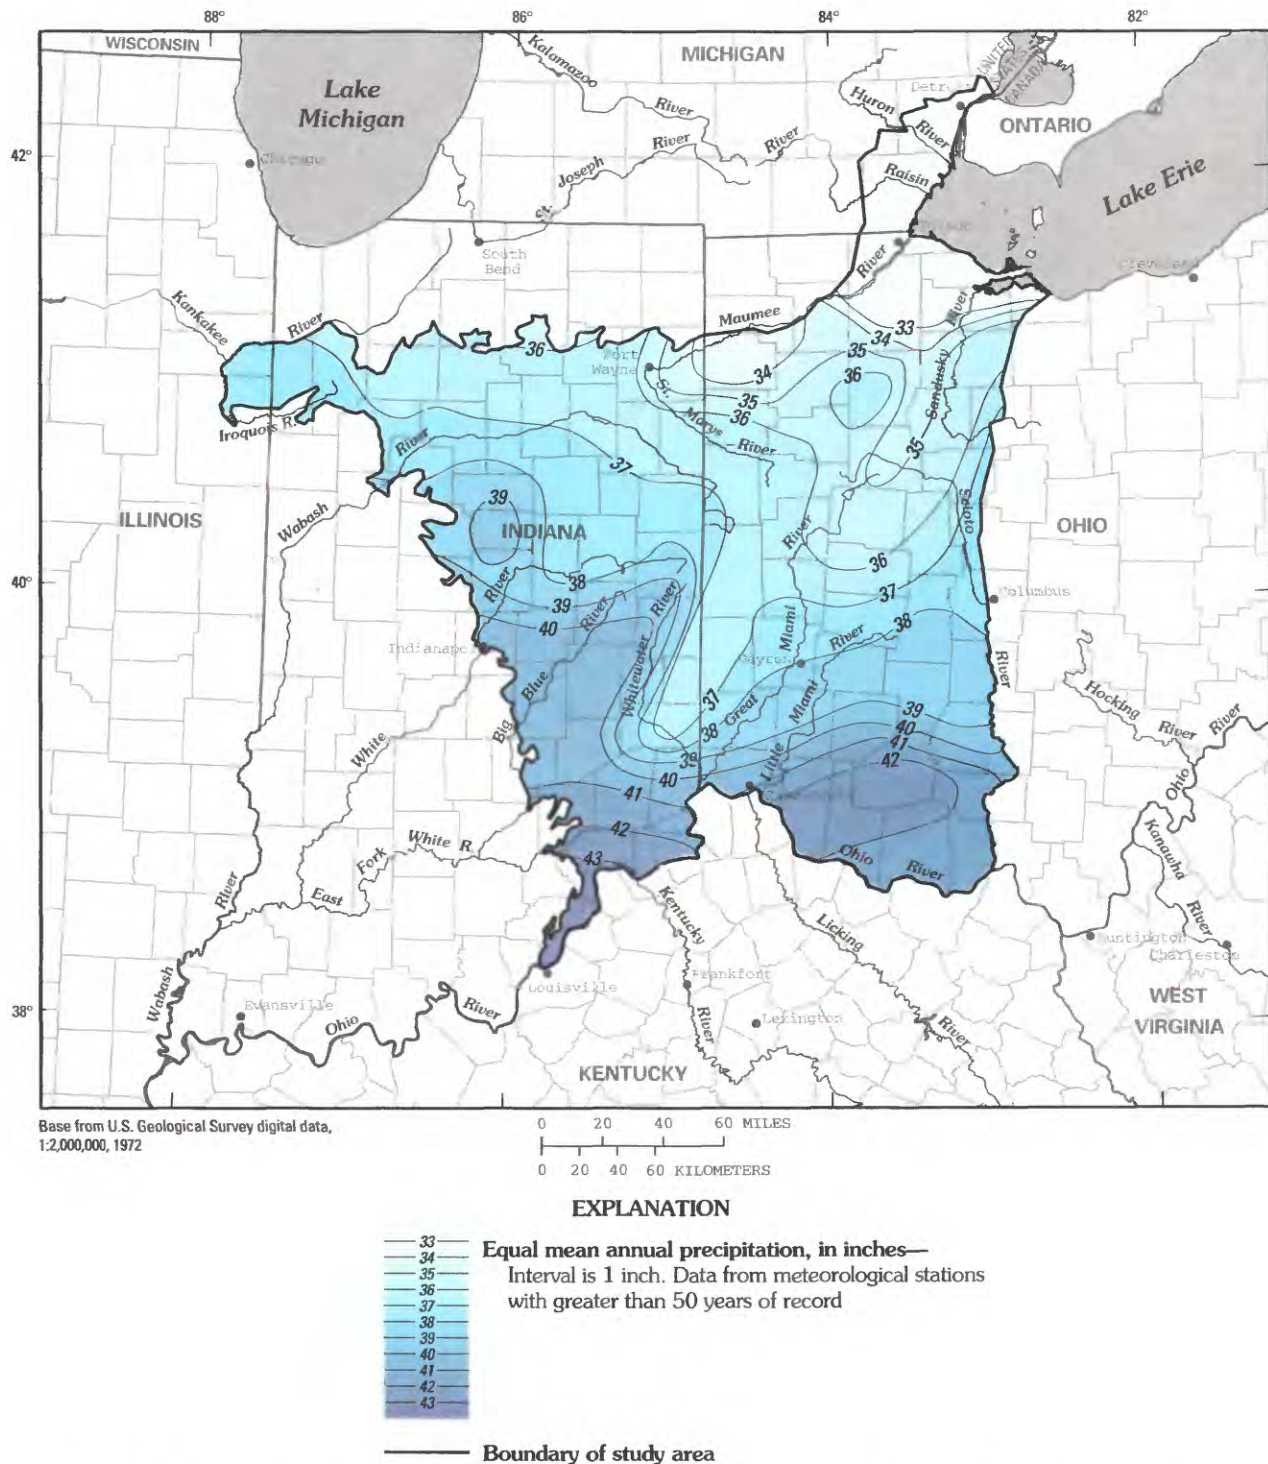 88°
86°
84°
82°
WISCONSIN
MICHIGAN
Kalamazoo
River
UNITED
STATES
CANADA
Lake
Michigan
Huron
River
ONTARIO
42°
Chicago
St.
Joseph
River
River
Raisin
Lake Erie
South
Bend
River
Cleveland
Kankakee
River
Maumee
River
33
34
36
Fort
Wayne
35
34
36
35
36
St.
Marys
River
Sandusky
Iroquois R.
River
37
35
39
Wabash
ILLINOIS
INDIANA
Scioto
OHIO
River
36
40°
River
38
37
39
River
River
Columbus
40
Miami
River
38
Whitewater
Dayton
River
Blue
Big
Great
Miami
37
Hocking
River
River
White
38
39
40
41
42
39
40
Little
Ohio
41
42
White R.
43
Ohio
River
Kanawha
River
Fork
East
River
Kentucky
Licking
Huntington
Charleston
Wabash
Frankfort
Louisville
Evansville
River
WEST
VIRGINIA
38°
Ohio
River
Lexington
River
KENTUCKY
Base from U.S. Geological Survey digital data,
1:2,000,000, 1972
0 20 40 60 MILES
0 20 40 60 KILOMETERS
EXPLANATION
33
34
35
36
37
38
39
40
41
42
43
Equal mean annual precipitation, in inches—
Interval is 1 inch. Data from meteorological stations
with greater than 50 years of record
Boundary of study area